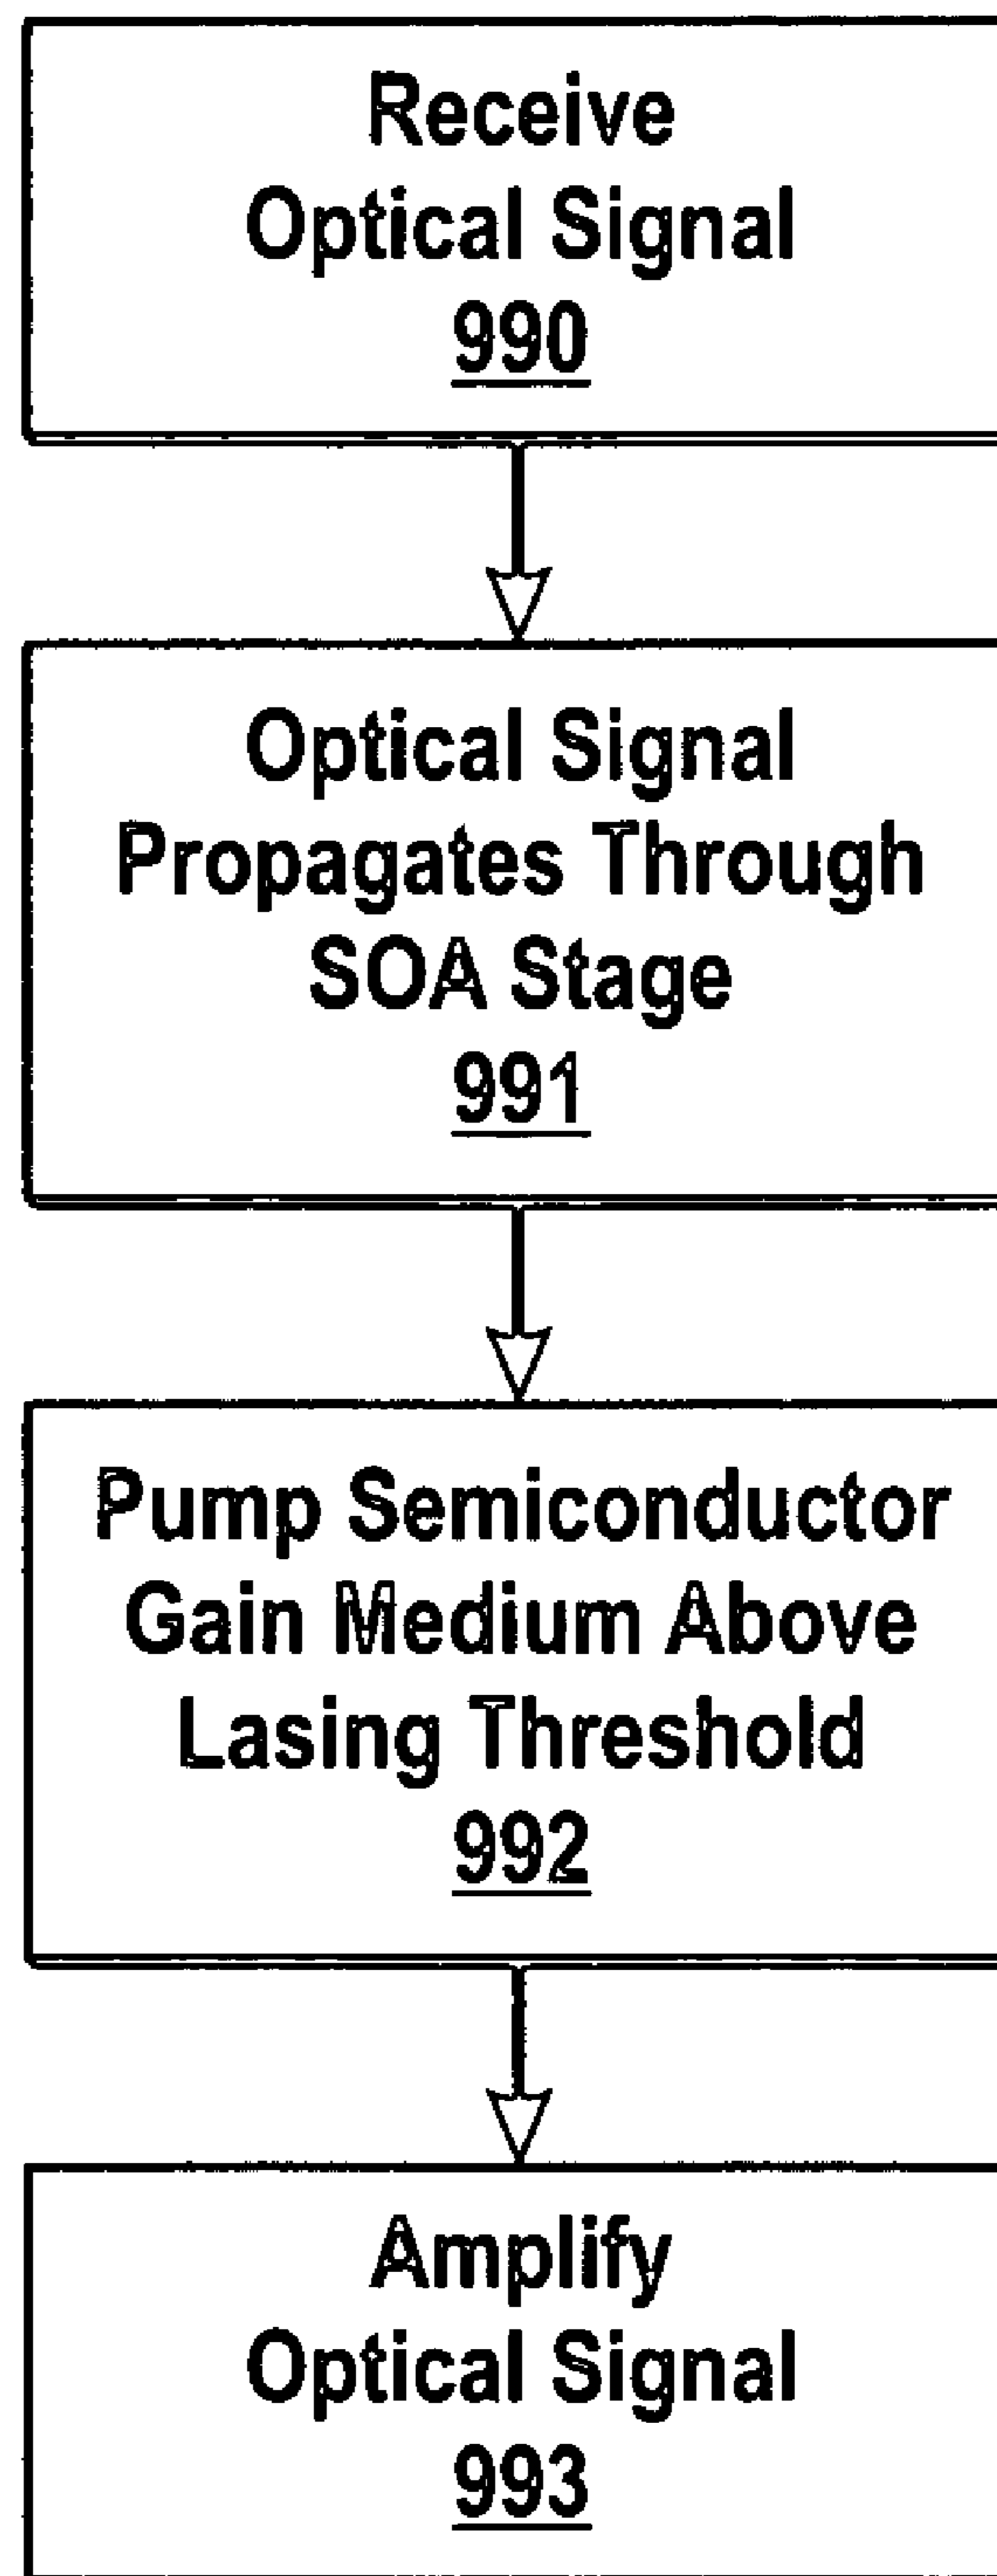 Receive
Optical Signal
990
Optical Signal
Propagates Through
SOA Stage
991
Pump Semiconductor
Gain Medium Above
Lasing Threshold
992
Amplify
Optical Signal
993